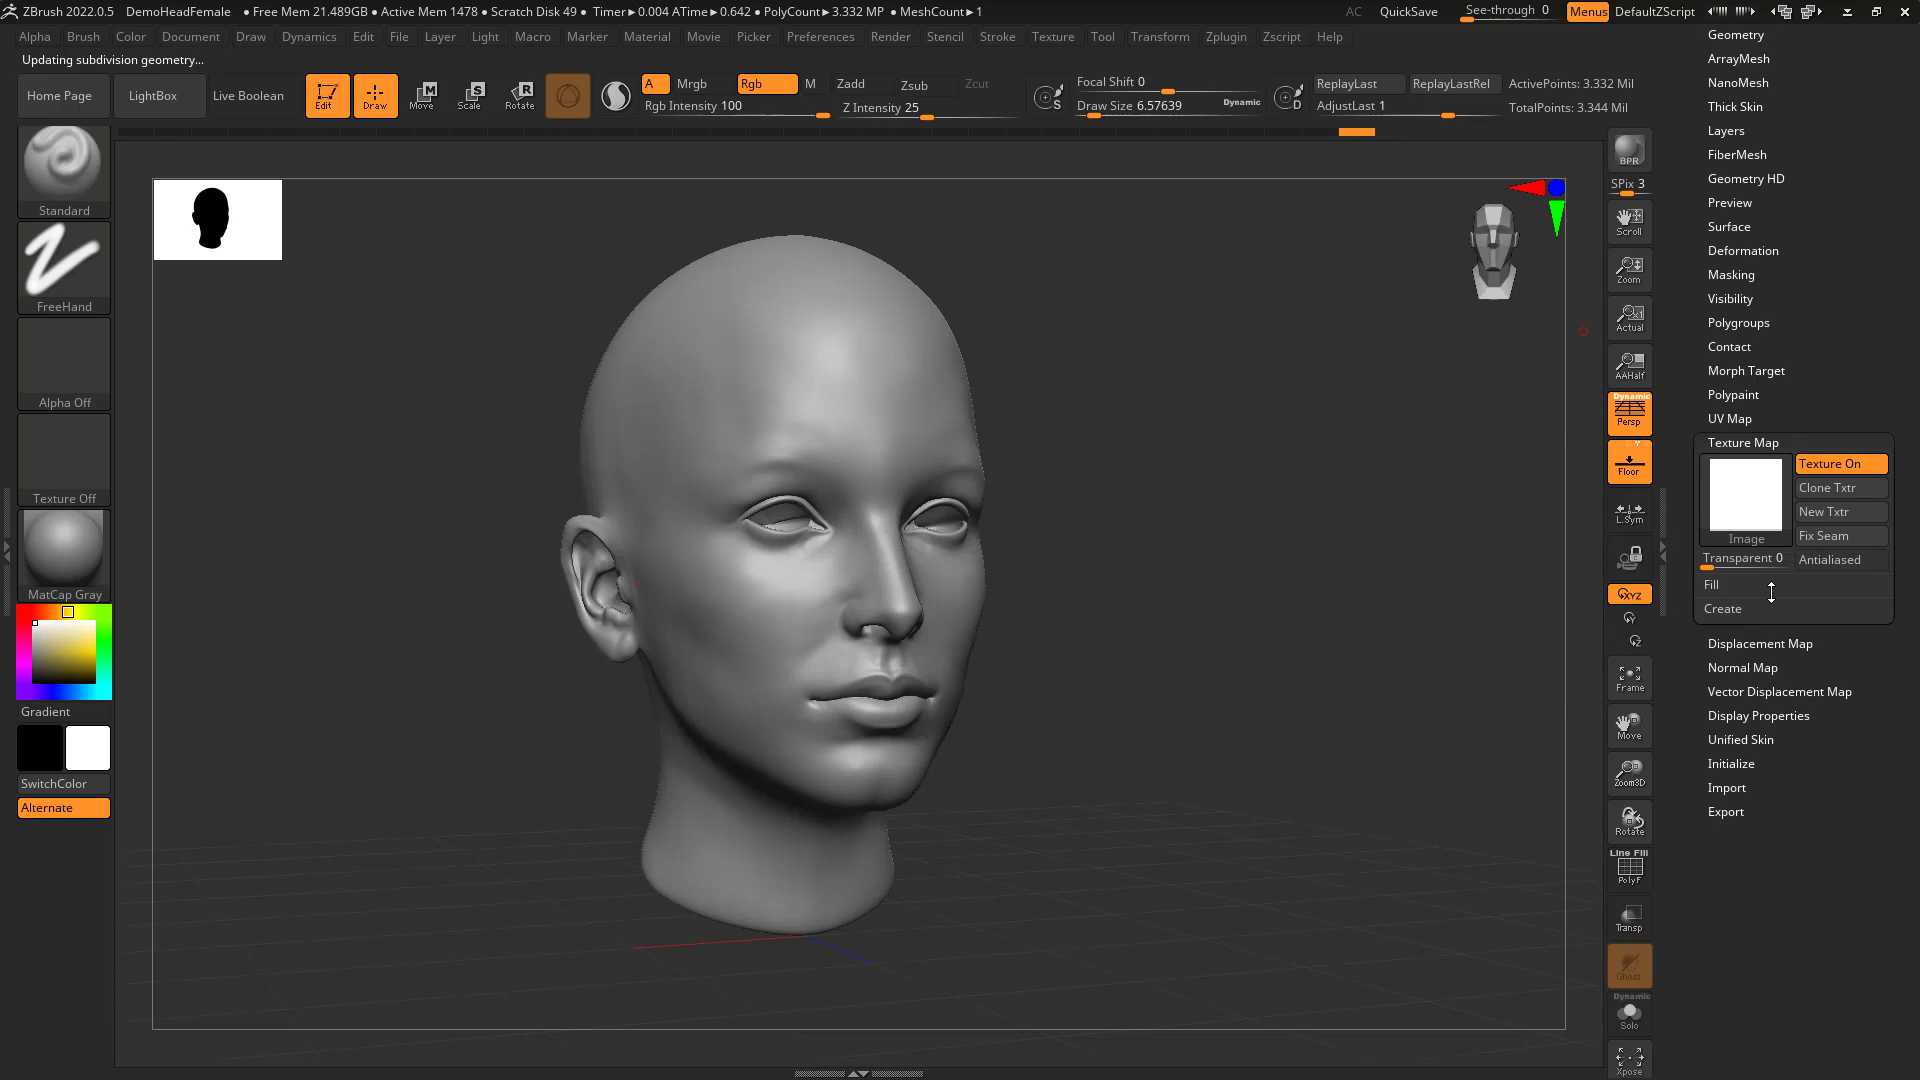 ZBrush 2022.0.5 DemoHeadFemale • Free Mem 21.489GB • Active Mem 1478 • Scratch Disk 49 • Timer▸0.004 ATime▸0.642 • PolyCount▸3.332 MP • MeshCount▸1 AC QuickSave See-through 0 Menus DefaultZScript
Alpha Brush Color Document Draw Dynamics Edit File Layer Light Macro Marker Material Movie Picker Preferences Render Stencil Stroke Texture Tool Transform Zplugin Zscript Help
Updating subdivision geometry...
Home Page LightBox Live Boolean Edit Draw Move Scale Rotate
A Mrgb Rgb M Zadd Zsub Zcut
Rgb Intensity 100 Z Intensity 25
Focal Shift 0
Draw Size 6.57639 Dynamic
S
D
ReplayLast ReplayLastRel
AdjustLast 1
ActivePoints: 3.332 Mil
TotalPoints: 3.344 Mil
Standard
FreeHand
Alpha Off
Texture Off
MatCap Gray
Gradient
SwitchColor
Alternate
BPR
SPix 3
Scroll
Zoom
Actual
AAHalf
Dynamic
Persp
Floor
L.Sym
XYZ
Y
Z
Frame
Move
Zoom3D
Rotate
Line Fill
PolyF
Transp
Ghost
Dynamic
Solo
Xpose
Geometry
ArrayMesh
NanoMesh
Thick Skin
Layers
FiberMesh
Geometry HD
Preview
Surface
Deformation
Masking
Visibility
Polygroups
Contact
Morph Target
Polypaint
UV Map
Texture Map
Texture On
Clone Txtr
New Txtr
Image Fix Seam
Transparent 0 Antialiased
Fill
Create
Displacement Map
Normal Map
Vector Displacement Map
Display Properties
Unified Skin
Initialize
Import
Export